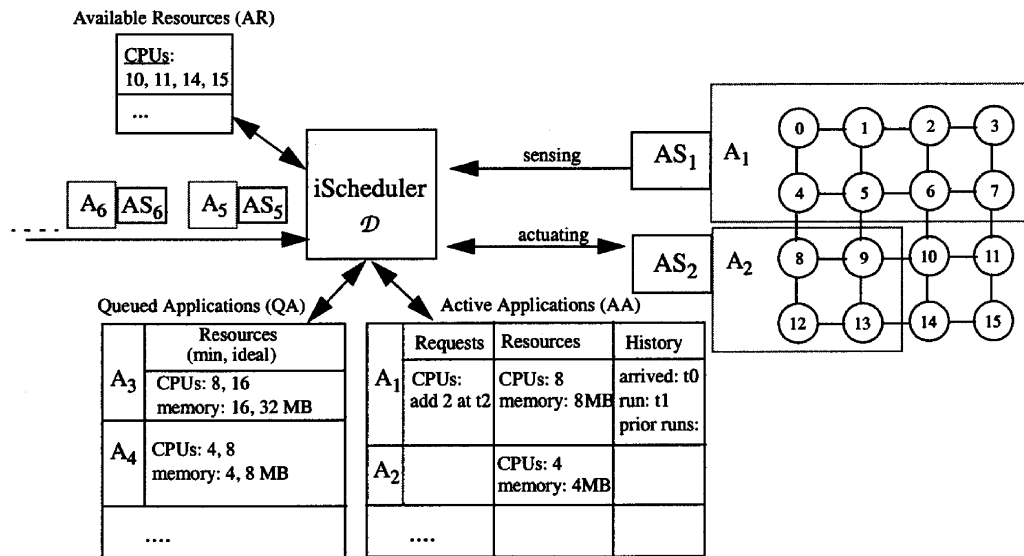 Available Resources (AR)
CPUs:
10, 11, 14, 15
...
A6 AS6 A5 AS5
iScheduler
D
sensing
actuating
AS1
A1
AS2
A2
0 1 2 3
4 5 6 7
8 9 10 11
12 13 14 15
Queued Applications (QA)
Resources
(min, ideal)
A3
CPUs: 8, 16
memory: 16, 32 MB
A4
CPUs: 4, 8
memory: 4, 8 MB
....
Active Applications (AA)
Requests Resources History
A1
CPUs:
add 2 at t2
CPUs: 8
memory: 8MB
arrived: t0
run: t1
prior runs:
A2
CPUs: 4
memory: 4MB
....